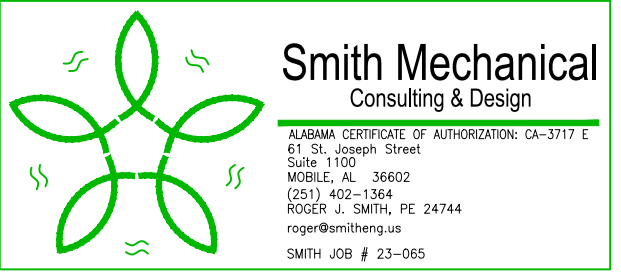 Smith Mechanical
Consulting & Design
ALABAMA CERTIFICATE OF AUTHORIZATION: CA-3717 E
61 St. Joseph Street
Suite 1100
MOBILE, AL 36602
(251) 402-1364
ROGER J. SMITH, PE 24744
roger@smitheng.us
SMITH JOB # 23-065